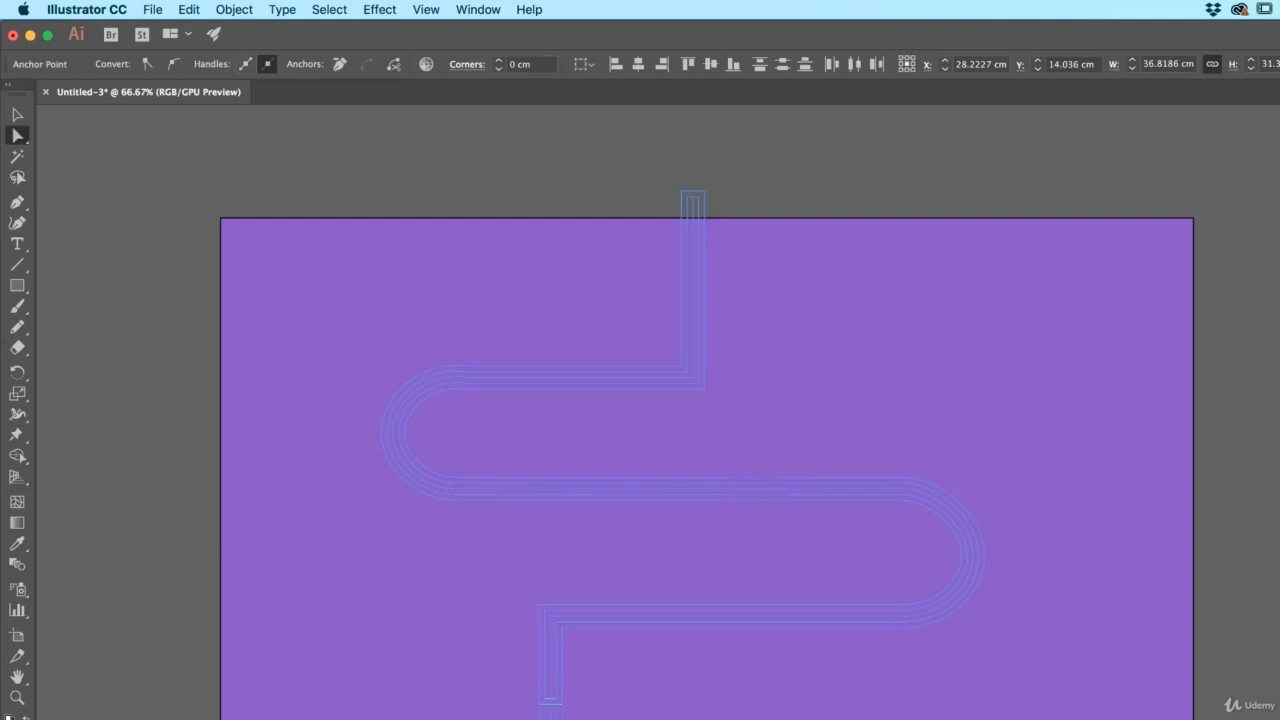 Illustrator CC File Edit Object Type Select Effect View Window Help
Ai Br St
Anchor Point Convert: Handles: Anchors: Corners: 0 cm X: 28.2227 cm Y: 14.036 cm W: 36.8186 cm H: 31.3
× Untitled-3* @ 66.67% (RGB/GPU Preview)
T
Udemy